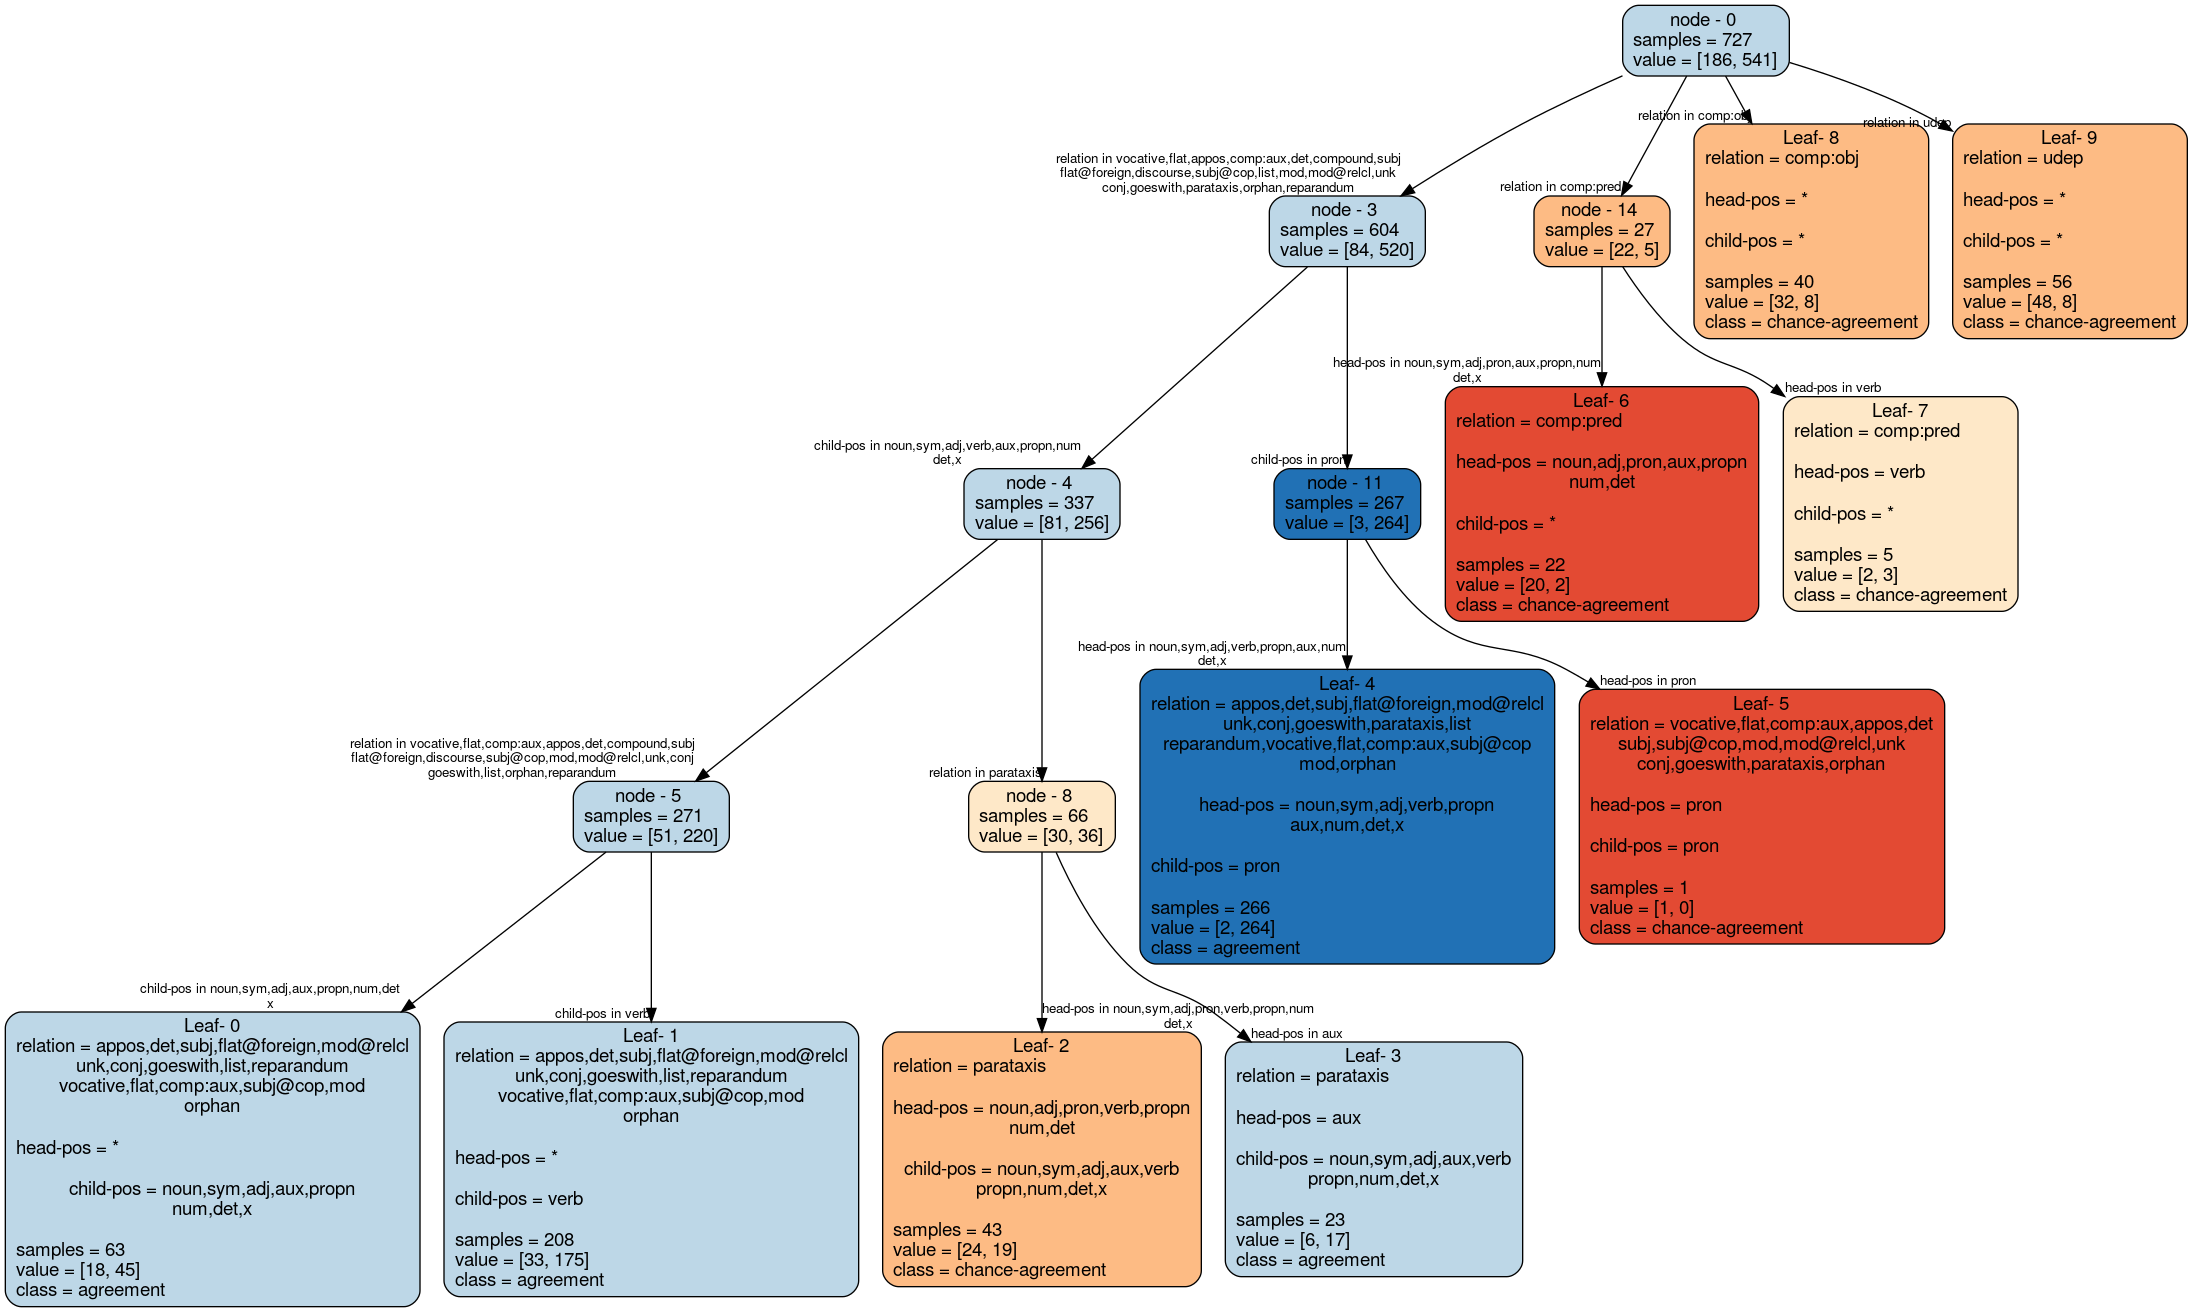 node - 0
samples = 727
value = [186, 541]
relation in vocative,flat,appos,comp:aux,det,compound,subj
flat@foreign,discourse,subj@cop,list,mod,mod@relcl,unk
conj,goeswith,parataxis,orphan,reparandum
node - 3
samples = 604
value = [84, 520]
relation in comp:pred
node - 14
samples = 27
value = [22, 5]
relation in comp:obj
Leaf- 8
relation = comp:obj
head-pos = *
child-pos = *
samples = 40
value = [32, 8]
class = chance-agreement
relation in udep
Leaf- 9
relation = udep
head-pos = *
child-pos = *
samples = 56
value = [48, 8]
class = chance-agreement
child-pos in noun,sym,adj,verb,aux,propn,num
det,x
node - 4
samples = 337
value = [81, 256]
child-pos in pron
node - 11
samples = 267
value = [3, 264]
head-pos in noun,sym,adj,pron,aux,propn,num
det,x
Leaf- 6
relation = comp:pred
head-pos = noun,adj,pron,aux,propn
num,det
child-pos = *
samples = 22
value = [20, 2]
class = chance-agreement
head-pos in verb
Leaf- 7
relation = comp:pred
head-pos = verb
child-pos = *
samples = 5
value = [2, 3]
class = chance-agreement
relation in vocative,flat,comp:aux,appos,det,compound,subj
flat@foreign,discourse,subj@cop,mod,mod@relcl,unk,conj
goeswith,list,orphan,reparandum
node - 5
samples = 271
value = [51, 220]
relation in parataxis
node - 8
samples = 66
value = [30, 36]
head-pos in noun,sym,adj,verb,propn,aux,num
det,x
Leaf- 4
relation = appos,det,subj,flat@foreign,mod@relcl
unk,conj,goeswith,parataxis,list
reparandum,vocative,flat,comp:aux,subj@cop
mod,orphan
head-pos = noun,sym,adj,verb,propn
aux,num,det,x
child-pos = pron
samples = 266
value = [2, 264]
class = agreement
head-pos in pron
Leaf- 5
relation = vocative,flat,comp:aux,appos,det
subj,subj@cop,mod,mod@relcl,unk
conj,goeswith,parataxis,orphan
head-pos = pron
child-pos = pron
samples = 1
value = [1, 0]
class = chance-agreement
child-pos in noun,sym,adj,aux,propn,num,det
x
Leaf- 0
relation = appos,det,subj,flat@foreign,mod@relcl
unk,conj,goeswith,list,reparandum
vocative,flat,comp:aux,subj@cop,mod
orphan
head-pos = *
child-pos = noun,sym,adj,aux,propn
num,det,x
samples = 63
value = [18, 45]
class = agreement
child-pos in verb
Leaf- 1
relation = appos,det,subj,flat@foreign,mod@relcl
unk,conj,goeswith,list,reparandum
vocative,flat,comp:aux,subj@cop,mod
orphan
head-pos = *
child-pos = verb
samples = 208
value = [33, 175]
class = agreement
head-pos in noun,sym,adj,pron,verb,propn,num
det,x
Leaf- 2
relation = parataxis
head-pos = noun,adj,pron,verb,propn
num,det
child-pos = noun,sym,adj,aux,verb
propn,num,det,x
samples = 43
value = [24, 19]
class = chance-agreement
head-pos in aux
Leaf- 3
relation = parataxis
head-pos = aux
child-pos = noun,sym,adj,aux,verb
propn,num,det,x
samples = 23
value = [6, 17]
class = agreement